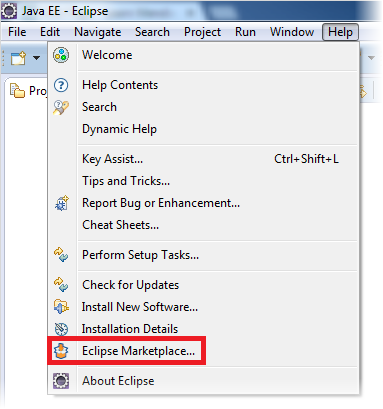 Java EE - Eclipse
File Edit Navigate Search Project Run Window Help
Welcome
Help Contents
Search
Dynamic Help
Key Assist... Ctrl+Shift+L
Tips and Tricks...
Report Bug or Enhancement...
Cheat Sheets...
Perform Setup Tasks...
Check for Updates
Install New Software...
Installation Details
Eclipse Marketplace...
About Eclipse